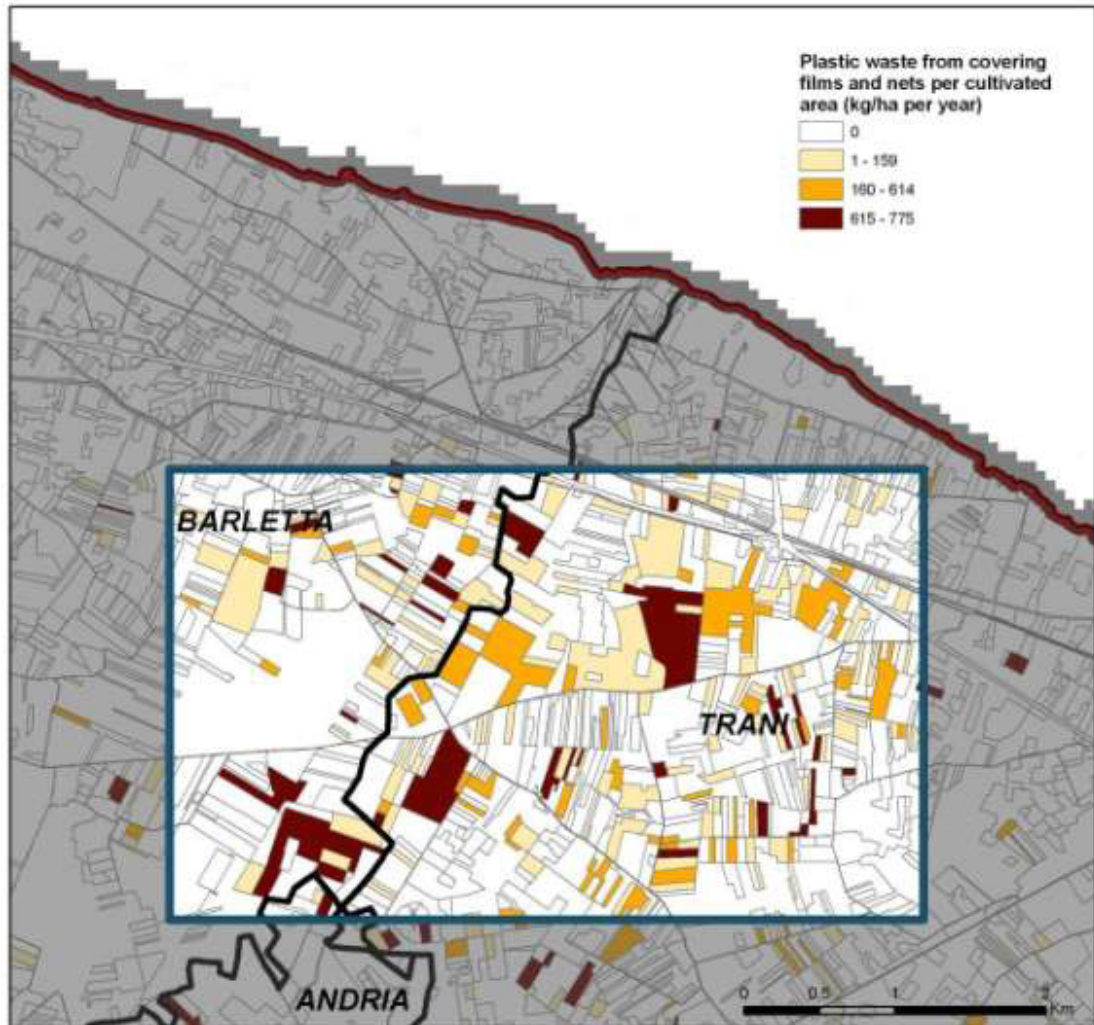 Plastic waste from covering
films and nets per cultivated
area (kg/ha per year)
0
1 - 159
160 - 614
615 - 775
BARLETTA
TRANI
ANDRIA
0 0.5 1 2
Km